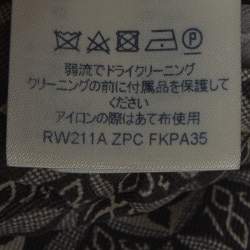 弱流でドライクリーニング
クリーニングの前に付属品を保護して
ください
アイロンの際はあて布使用
RW211A ZPC FKPA35